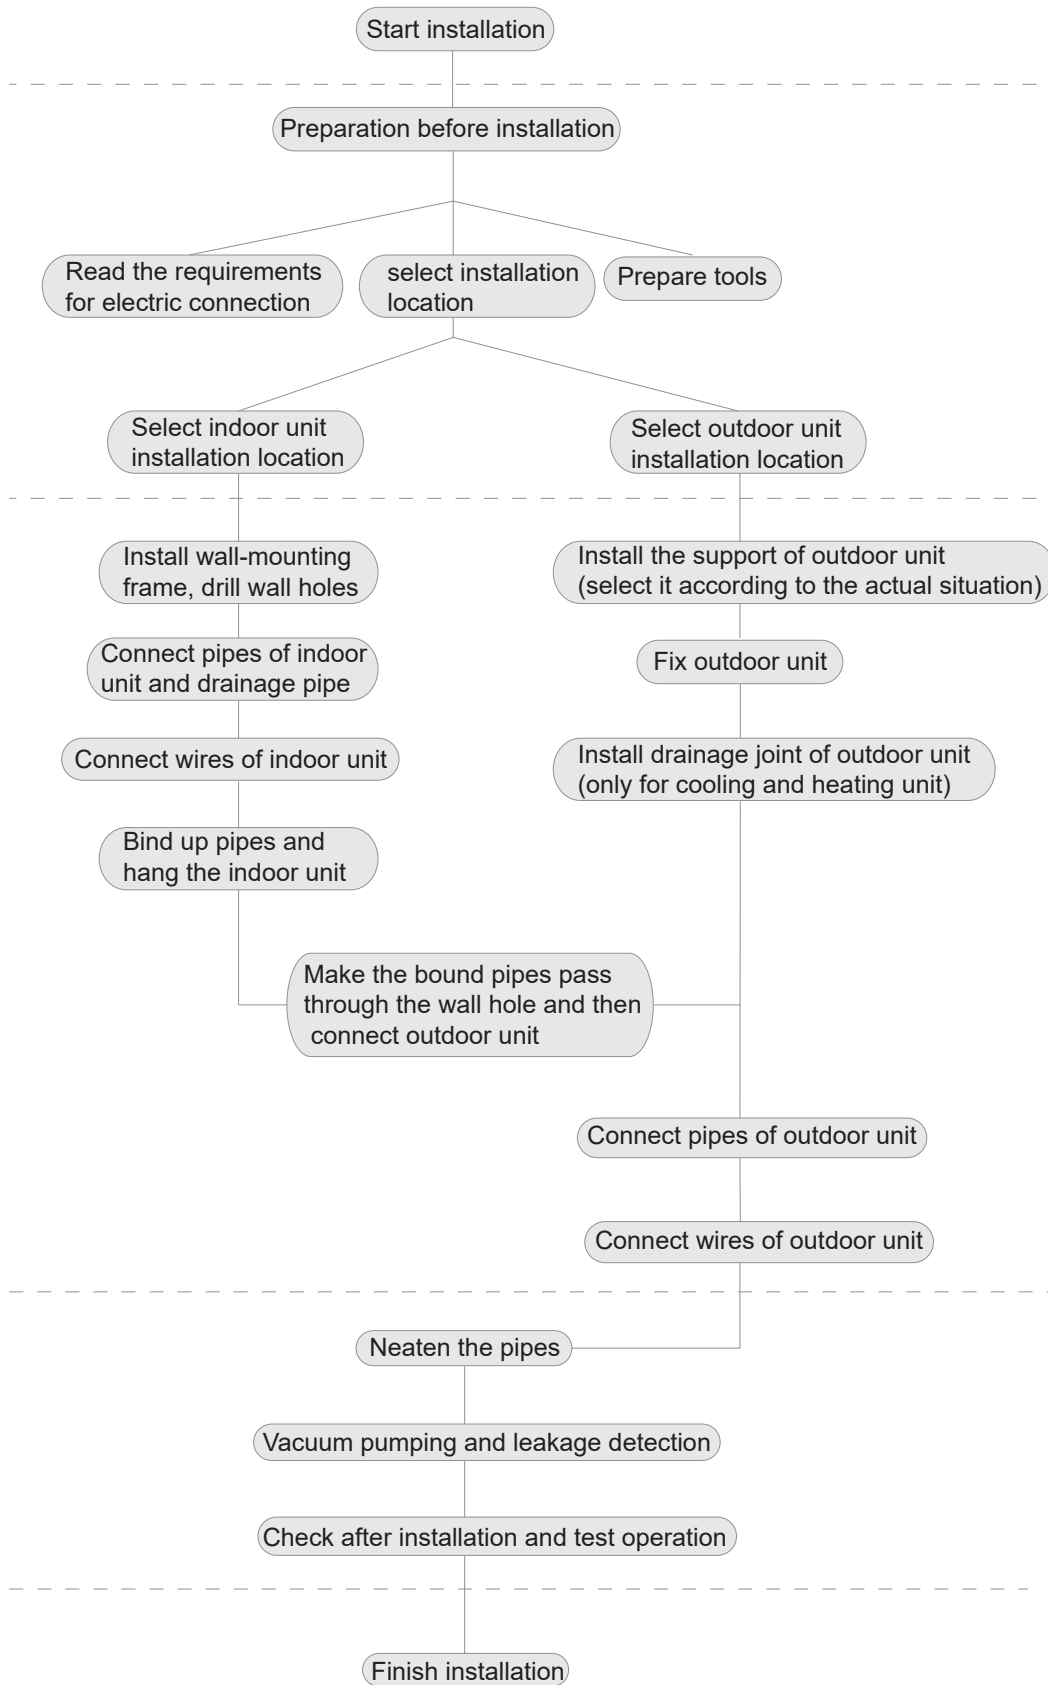 Start installation
Preparation before installation
Read the requirements
for electric connection
select installation
location
Prepare tools
Select indoor unit
installation location
Select outdoor unit
installation location
Install wall-mounting
frame, drill wall holes
Install the support of outdoor unit
(select it according to the actual situation)
Connect pipes of indoor
unit and drainage pipe
Fix outdoor unit
Connect wires of indoor unit
Install drainage joint of outdoor unit
(only for cooling and heating unit)
Bind up pipes and
hang the indoor unit
Make the bound pipes pass
through the wall hole and then
connect outdoor unit
Connect pipes of outdoor unit
Connect wires of outdoor unit
Neaten the pipes
Vacuum pumping and leakage detection
Check after installation and test operation
Finish installation